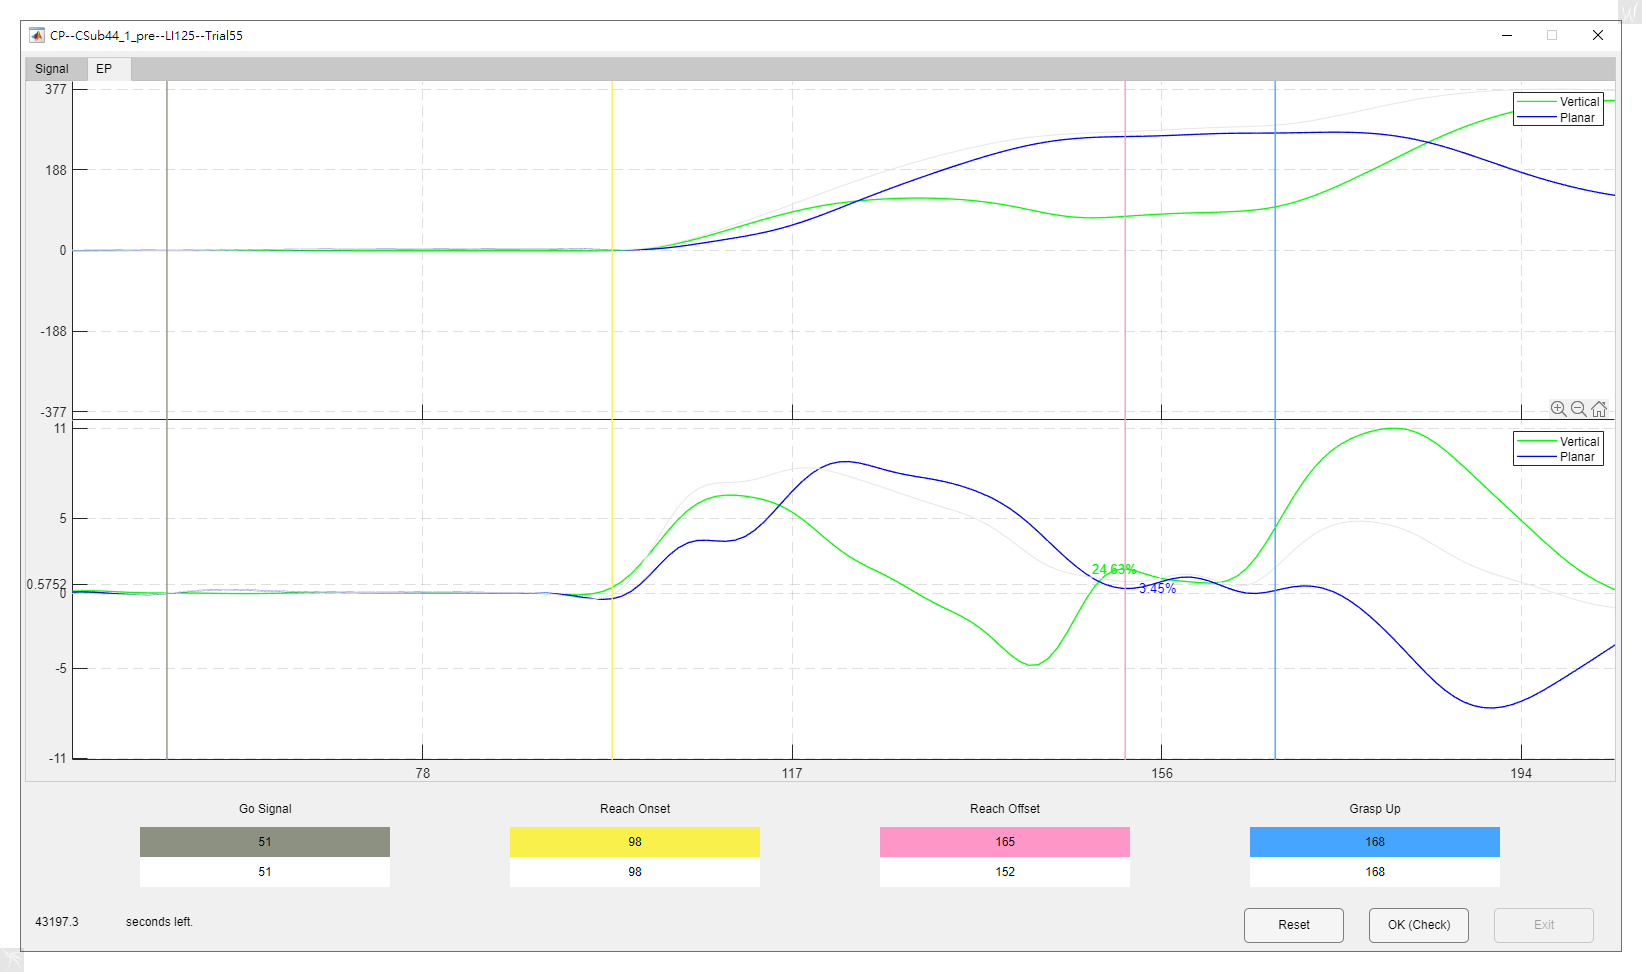 CP--CSub44_1_pre--LI125--Trial55
Signal EP
377
188
0
-188
-377
Vertical
Planar
11
5
0.5752
0
-5
-11
Vertical
Planar
24.63%
3.45%
78 117 156 194
Go Signal Reach Onset Reach Offset Grasp Up
51 98 165 168
51 98 152 168
43197.3 seconds left.
Reset OK (Check) Exit